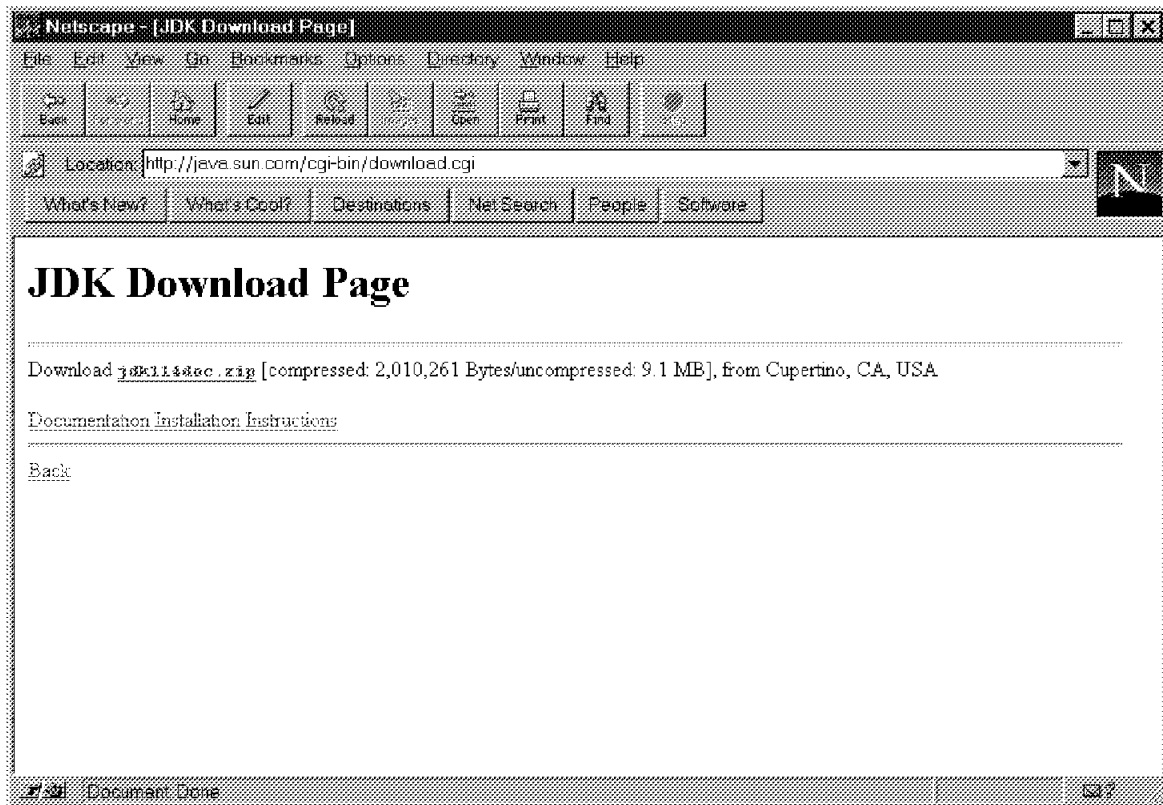 Netscape - [JDK Download Page]
File Edit View Go Bookmarks Options Directory Window Help
Back Home Edit Reload Images Open Print Find
Location: http://java.sun.com/cgi-bin/download.cgi
N
What's New? What's Cool? Destinations Net Search People Software
JDK Download Page
Download jdk114doc.zip [compressed: 2,010,261 Bytes/uncompressed: 9.1 MB], from Cupertino, CA, USA
Documentation Installation Instructions
Back
Document: Done
?